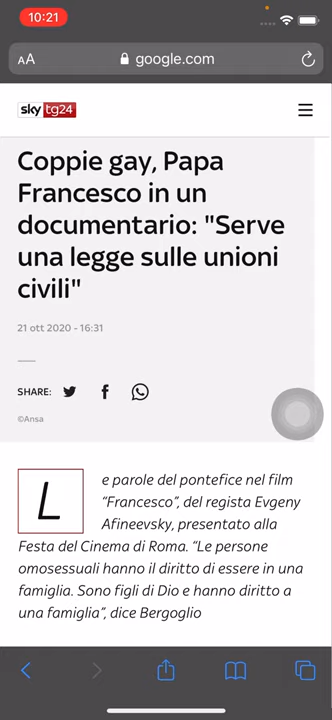 10:21
AA
google.com
sky tg24
Coppie gay, Papa
Francesco in un
documentario: "Serve
una legge sulle unioni
civili"
21 ott 2020 - 16:31
SHARE:
©Ansa
L e parole del pontefice nel film
“Francesco”, del regista Evgeny
Afineevsky, presentato alla
Festa del Cinema di Roma. “Le persone
omosessuali hanno il diritto di essere in una
famiglia. Sono figli di Dio e hanno diritto a
una famiglia”, dice Bergoglio